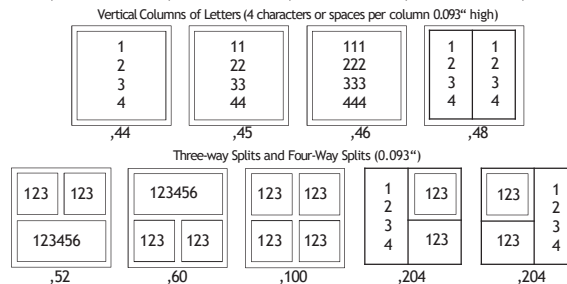 Vertical Columns of Letters (4 characters or spaces per column 0.093“ high)
1 11 111 1 1
2 22 222 2 2
3 33 333 3 3
4 44 444 4 4
,44 ,45 ,46 ,48
Three-way Splits and Four-Way Splits (0.093“)
123 123 123456 123 123 1 2 3 4 123 123 123 123 1 2 3 4
123456 123 123 123 123
,52 ,60 ,100 ,204 ,204